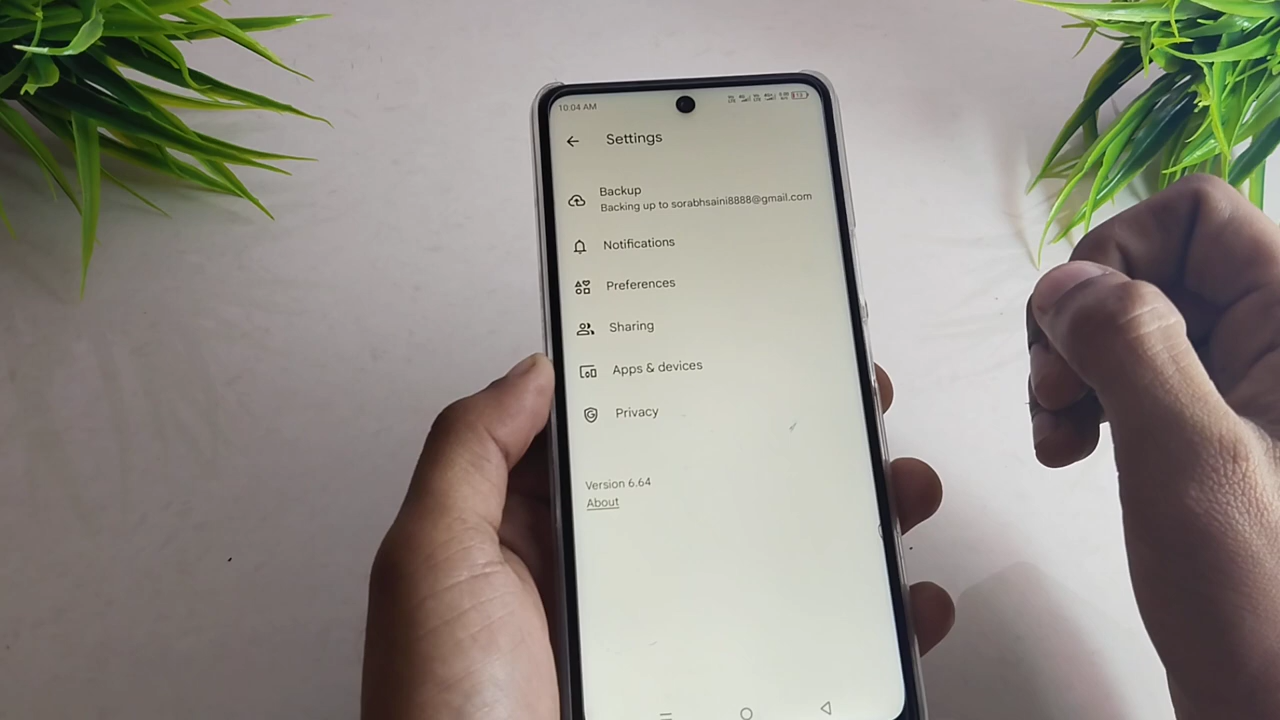 10:04 AM
Settings
Backup
Backing up to sorabhsaini8888@gmail.com
Notifications
Preferences
Sharing
Apps & devices
Privacy
Version 6.64
About